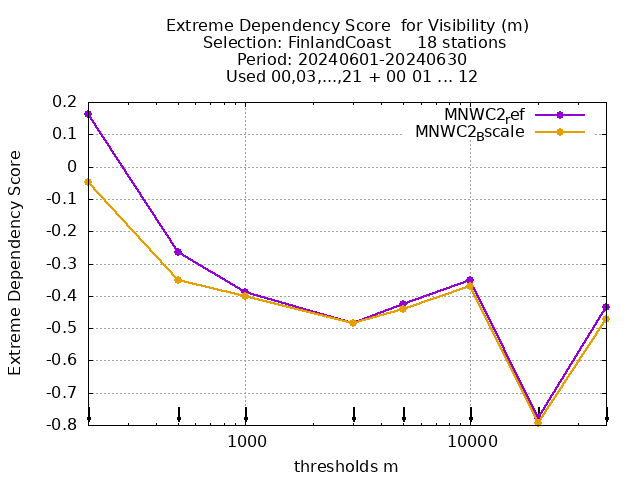 Extreme Dependency Score  for Visibility (m)
Selection: FinlandCoast     18 stations
Period: 20240601-20240630
Used 00,03,...,21 + 00 01 ... 12
MNWC2ref
MNWC2Bscale
0.2
0.1
0
-0.1
-0.2
-0.3
-0.4
-0.5
-0.6
-0.7
-0.8
Extreme Dependency Score
1000
10000
thresholds m